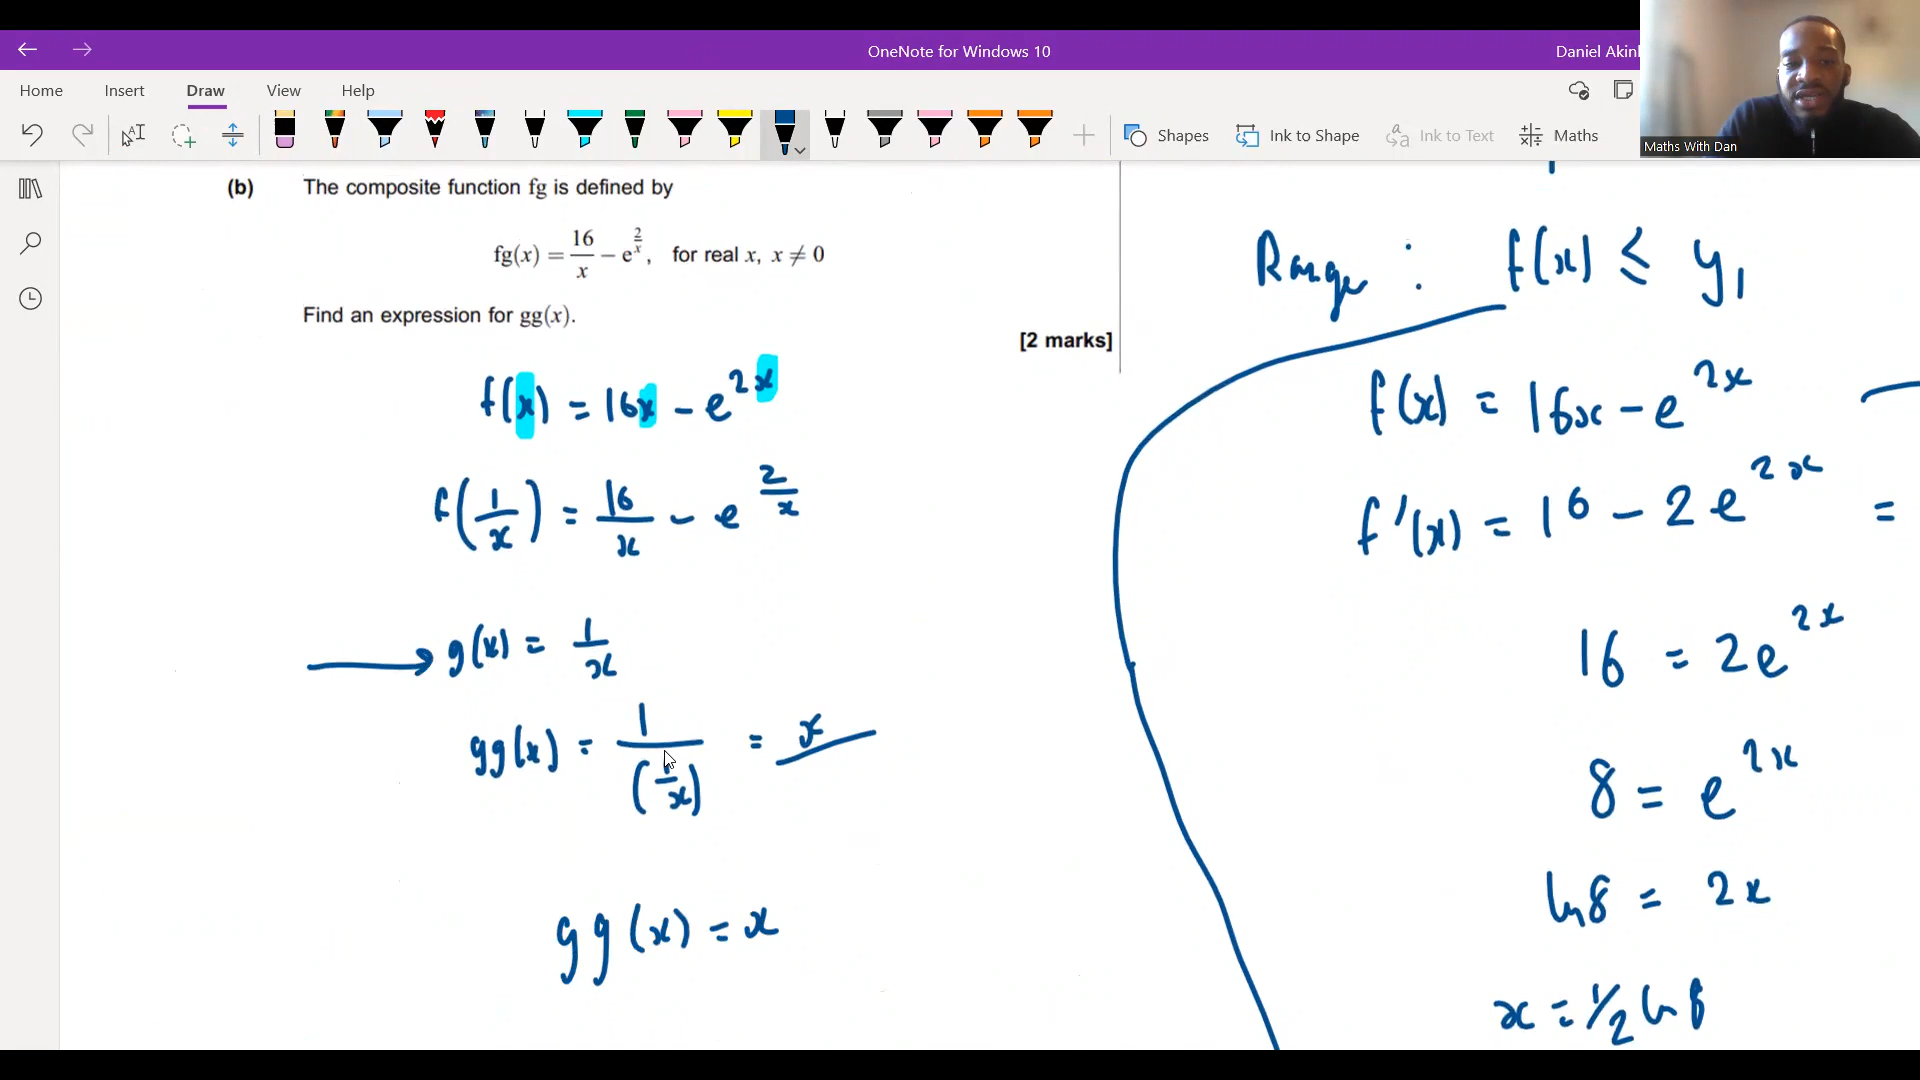 OneNote for Windows 10
Daniel Akinl
Home Insert Draw View Help
Shapes Ink to Shape Ink to Text Maths
Maths With Dan
(b) The composite function fg is defined by
fg(x) = 16/x − e^(2/x), for real x, x ≠ 0
Find an expression for gg(x).
[2 marks]
f(x) = 16x − e^2x
f(1/x) = 16/x − e^(2/x)
g(x) = 1/x
gg(x) = 1/(1/x) = x
gg(x) = x
Range : f(x) ≤ y₁
f(x) = 16x − e^2x
f'(x) = 16 − 2e^2x =
16 = 2e^2x
8 = e^2x
ln8 = 2x
x = 1/2 ln 8